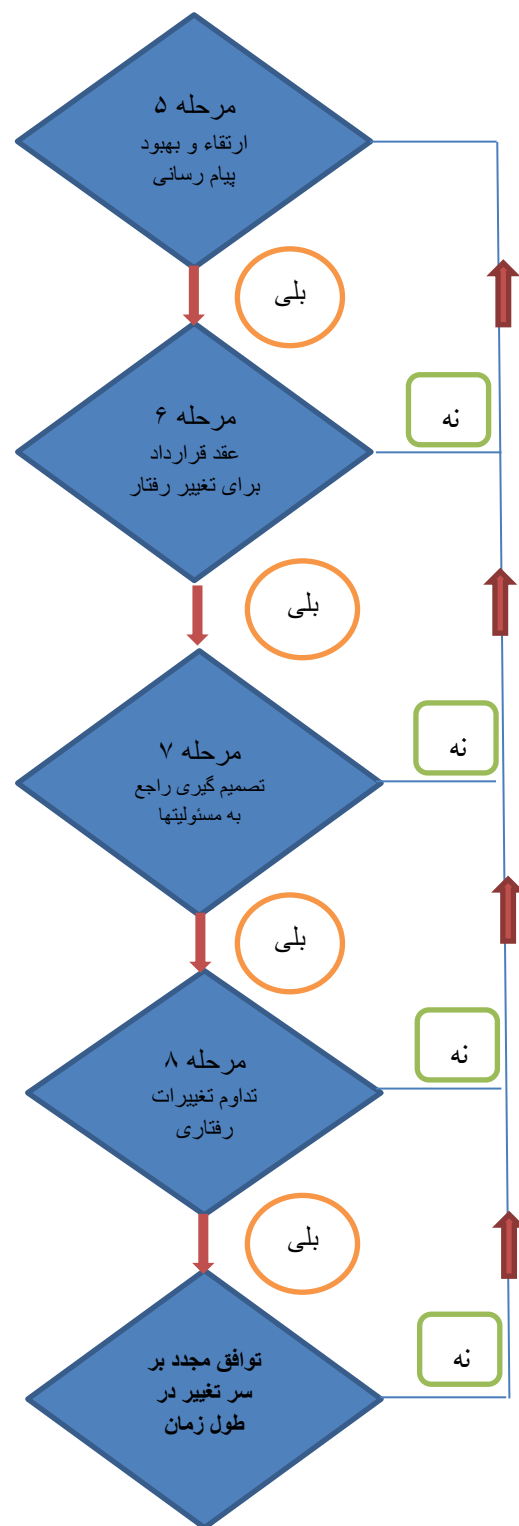 مرحله ۵
ارتقاء و بهبود
پیام رسانی
بلی
مرحله ۶
عقد قرارداد
برای تغییر رفتار
نه
بلی
مرحله ۷
تصمیم گیری راجع
به مسئولیتها
نه
بلی
مرحله ۸
تداوم تغییرات
رفتاری
نه
بلی
توافق مجدد بر
سر تغییر در
طول زمان
نه